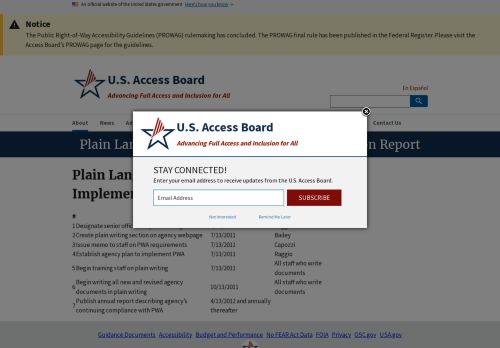 An official website of the United States government Here's how you know
Notice
The Public Right-of-Way Accessibility Guidelines (PROWAG) rulemaking has concluded. The PROWAG final rule has been published in the Federal Register. Please visit the
Access Board's PROWAG page for the guidelines.
U.S. Access Board
Advancing Full Access and Inclusion for All
En Español
About News
Contact Us
Plain Lan
on Report
Plain Lan
Implemen
U.S. Access Board
Advancing Full Access and Inclusion for All
STAY CONNECTED!
Enter your email address to receive updates from the U.S. Access Board.
Email Address SUBSCRIBE
Not Interested Remind Me Later
#
1 Designate senior offic
2 Create plain writing section on agency webpage 7/13/2011 Bailey
3 Issue memo to staff on PWA requirements 7/13/2011 Capozzi
4 Establish agency plan to implement PWA 7/13/2011 Raggio
5 Begin training staff on plain writing 7/13/2011 All staff who write documents
6 Begin writing all new and revised agency documents in plain writing 10/13/2011 All staff who write documents
7 Publish annual report describing agency's continuing compliance with PWA 4/13/2012 and annually thereafter
Guidance Documents Accessibility Budget and Performance No FEAR Act Data FOIA Privacy OSC.gov USA.gov